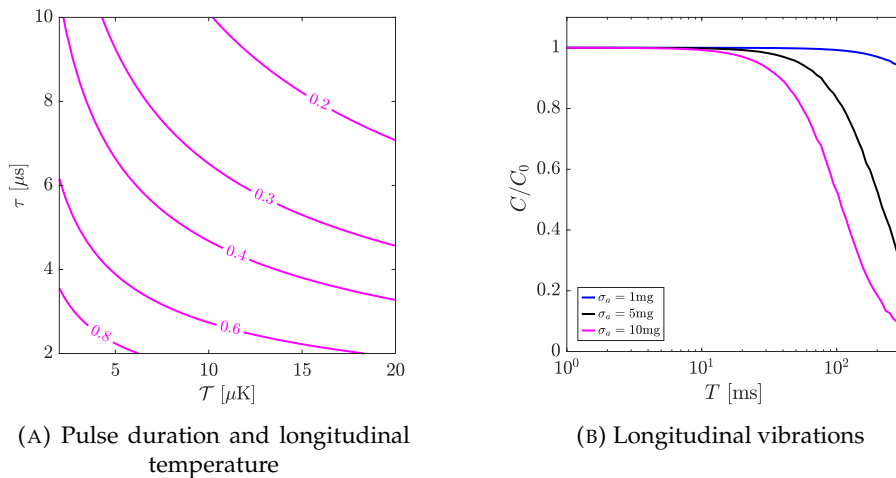 10
8
6
4
2
τ [μs]
0.2
0.3
0.4
0.6
0.8
5
10
15
20
𝒯 [μK]
(A) Pulse duration and longitudinal
temperature
1
0.8
0.6
0.4
0.2
0
C/C₀
σₐ = 1mg
σₐ = 5mg
σₐ = 10mg
10⁰
10¹
10²
T [ms]
(B) Longitudinal vibrations